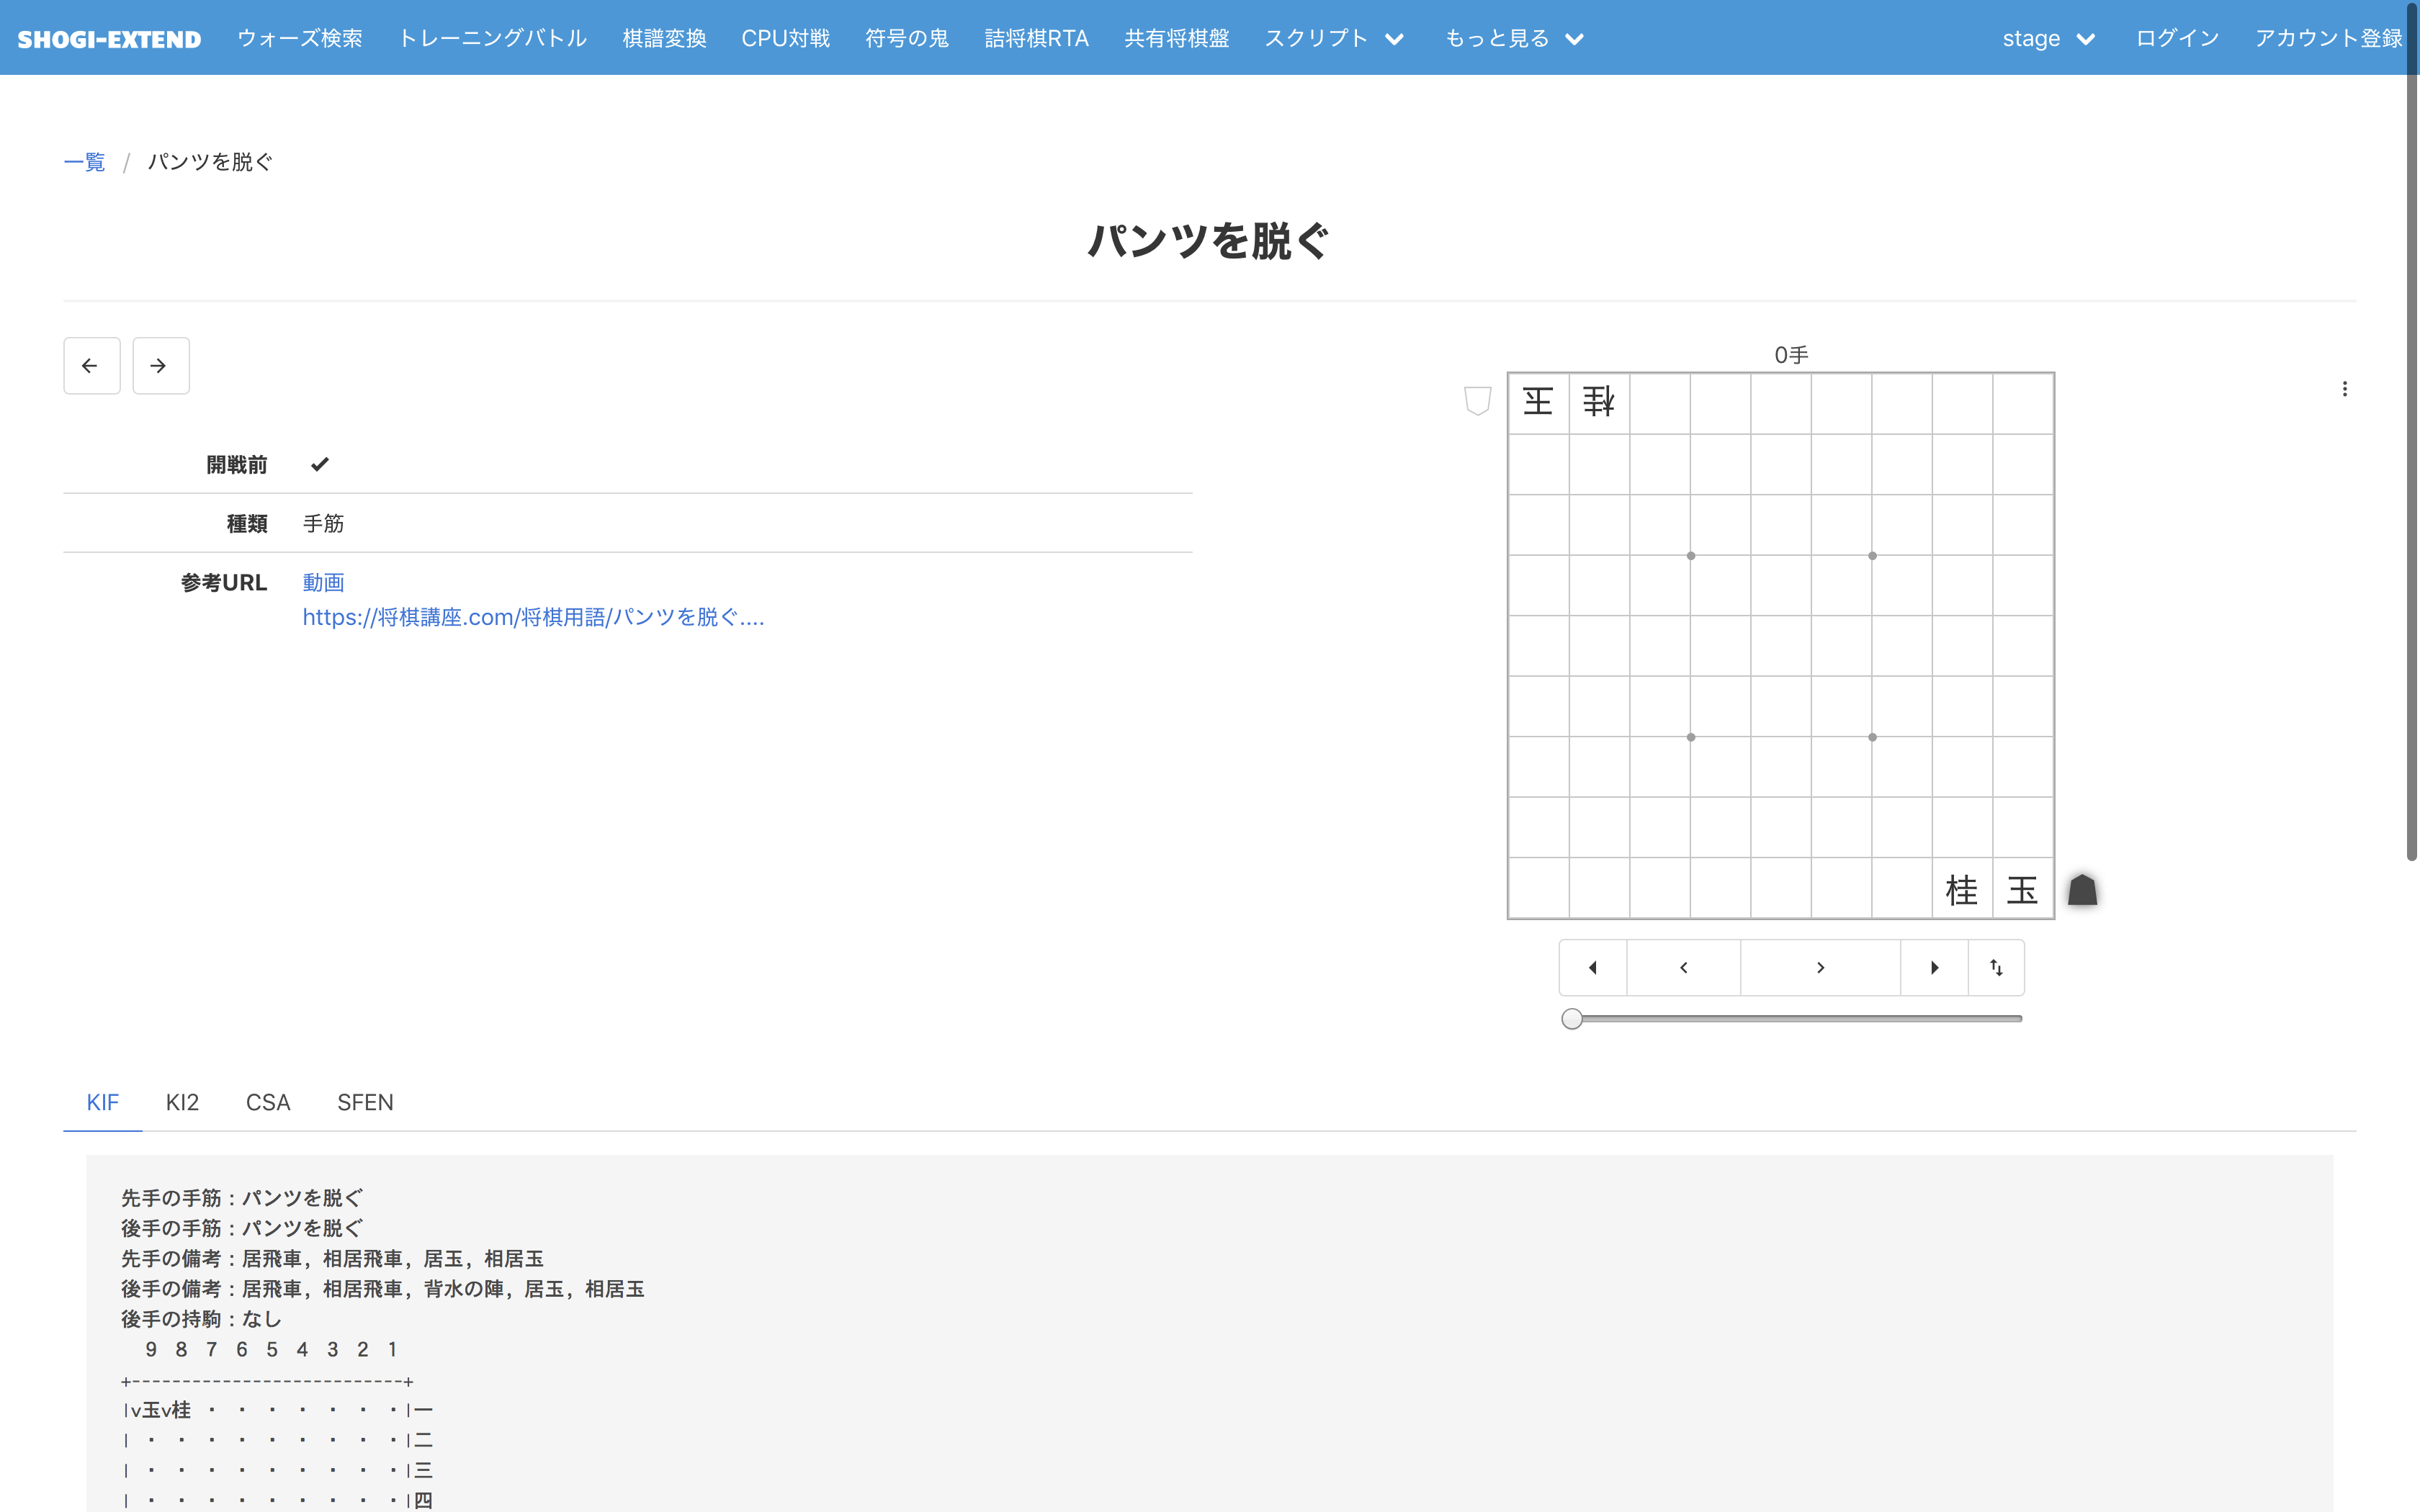 SHOGI-EXTEND ウォーズ検索 トレーニングバトル 棋譜変換 CPU対戦 符号の鬼 詰将棋RTA 共有将棋盤 スクリプト もっと見る stage ログイン アカウント登録
一覧 / パンツを脱ぐ
パンツを脱ぐ
開戦前
種類 手筋
参考URL 動画
https://将棋講座.com/将棋用語/パンツを脱ぐ....
0手
玉 桂
桂 玉
KIF KI2 CSA SFEN
先手の手筋：パンツを脱ぐ
後手の手筋：パンツを脱ぐ
先手の備考：居飛車, 相居飛車, 居玉, 相居玉
後手の備考：居飛車, 相居飛車, 背水の陣, 居玉, 相居玉
後手の持駒：なし
9 8 7 6 5 4 3 2 1
+---------------------------+
|v玉v桂 ・ ・ ・ ・ ・ ・ ・|一
| ・ ・ ・ ・ ・ ・ ・ ・ ・|二
| ・ ・ ・ ・ ・ ・ ・ ・ ・|三
| ・ ・ ・ ・ ・ ・ ・ ・ ・|四